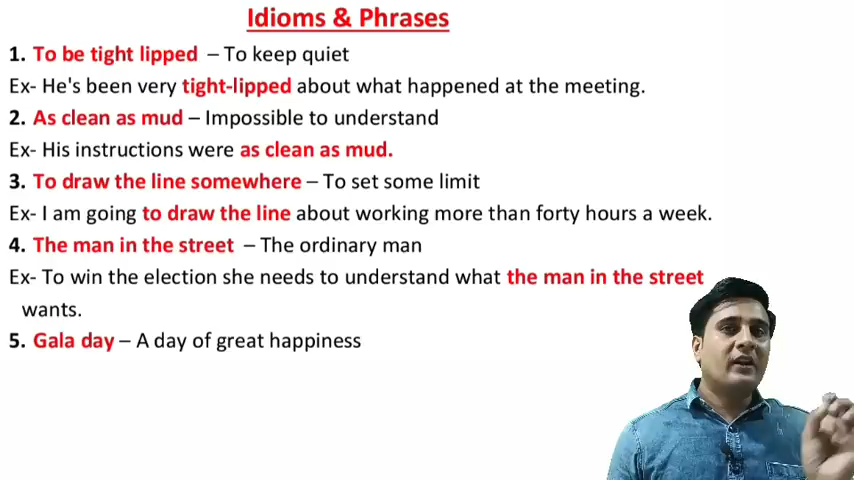 Idioms & Phrases
1. To be tight lipped – To keep quiet
Ex- He's been very tight-lipped about what happened at the meeting.
2. As clean as mud – Impossible to understand
Ex- His instructions were as clean as mud.
3. To draw the line somewhere – To set some limit
Ex- I am going to draw the line about working more than forty hours a week.
4. The man in the street – The ordinary man
Ex- To win the election she needs to understand what the man in the street
wants.
5. Gala day – A day of great happiness